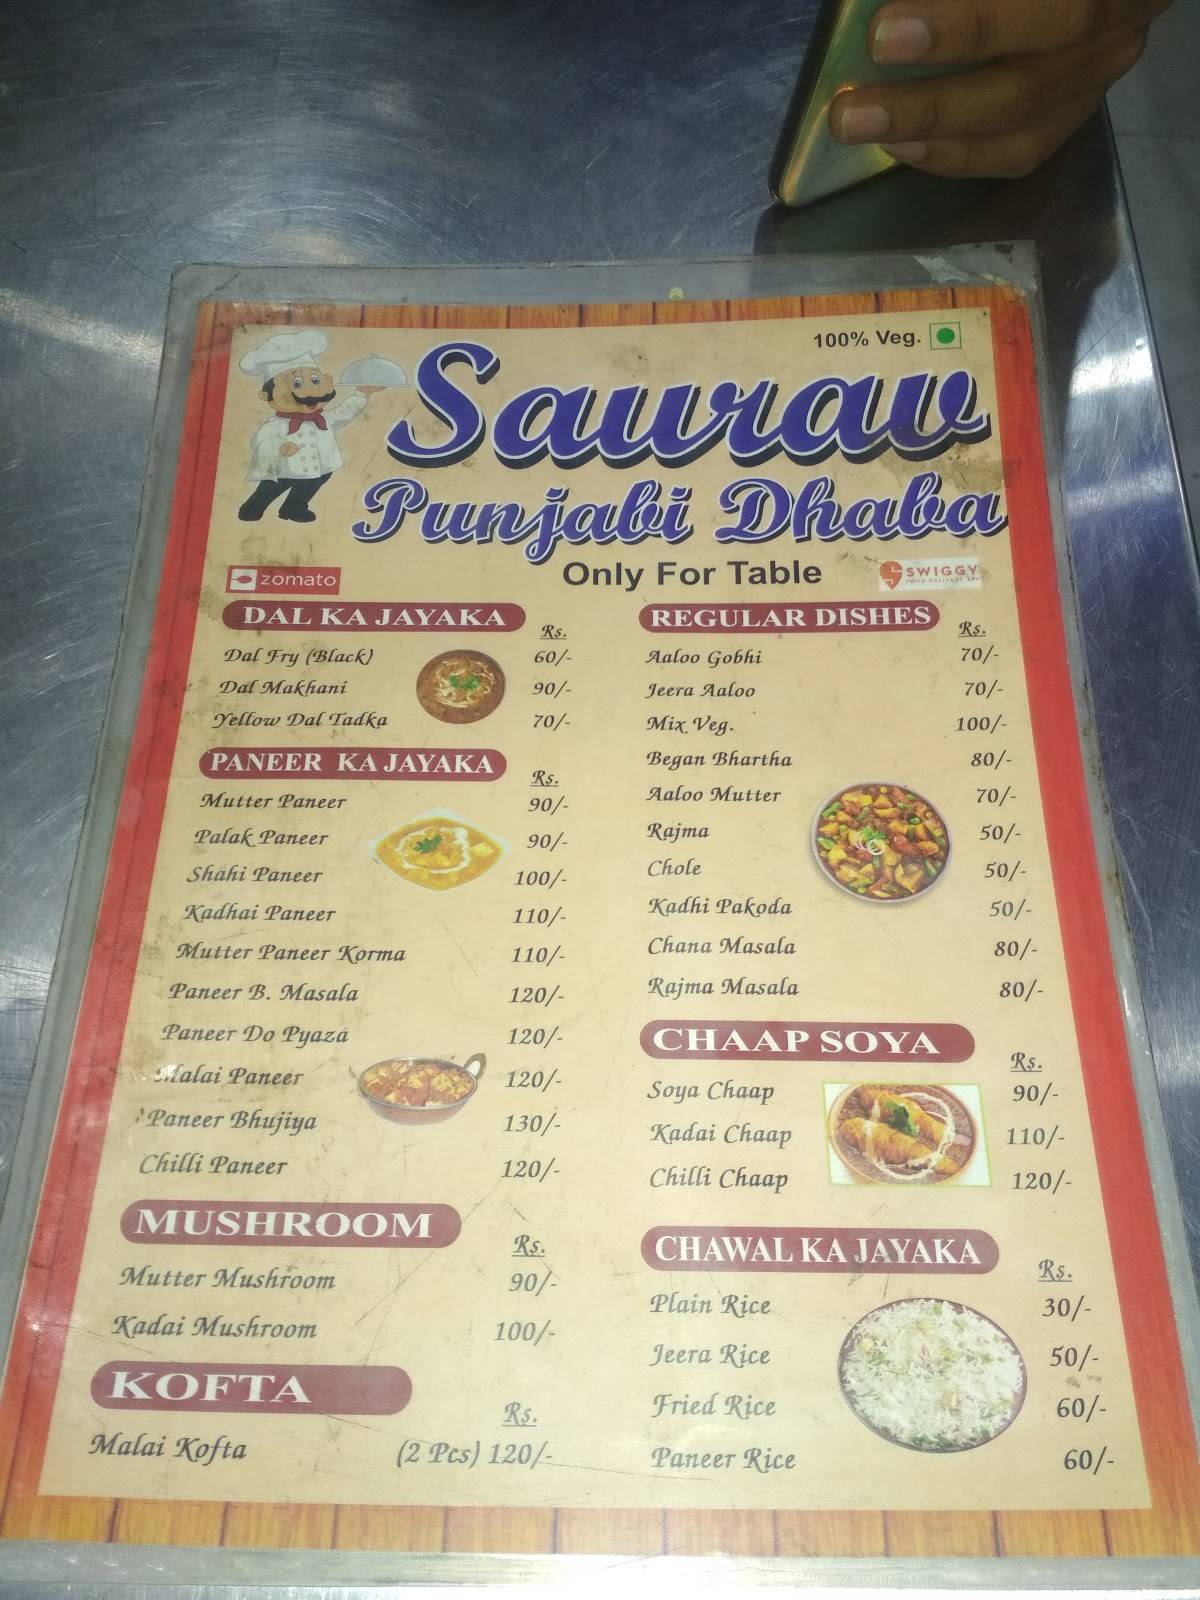 100% Veg.
Saurav
Punjabi Dhaba
Only For Table
zomato
SWIGGY
DAL KA JAYAKA
Rs.
Dal Fry (Black) 60/-
Dal Makhani 90/-
Yellow Dal Tadka 70/-
PANEER KA JAYAKA
Rs.
Mutter Paneer 90/-
Palak Paneer 90/-
Shahi Paneer 100/-
Kadhai Paneer 110/-
Mutter Paneer Korma 110/-
Paneer B. Masala 120/-
Paneer Do Pyaza 120/-
Malai Paneer 120/-
Paneer Bhujiya 130/-
Chilli Paneer 120/-
MUSHROOM
Rs.
Mutter Mushroom 90/-
Kadai Mushroom 100/-
KOFTA
Rs.
Malai Kofta (2 Pcs) 120/-
REGULAR DISHES
Rs.
Aaloo Gobhi 70/-
Jeera Aaloo 70/-
Mix Veg. 100/-
Began Bhartha 80/-
Aaloo Mutter 70/-
Rajma 50/-
Chole 50/-
Kadhi Pakoda 50/-
Chana Masala 80/-
Rajma Masala 80/-
CHAAP SOYA
Rs.
Soya Chaap 90/-
Kadai Chaap 110/-
Chilli Chaap 120/-
CHAWAL KA JAYAKA
Rs.
Plain Rice 30/-
Jeera Rice 50/-
Fried Rice 60/-
Paneer Rice 60/-